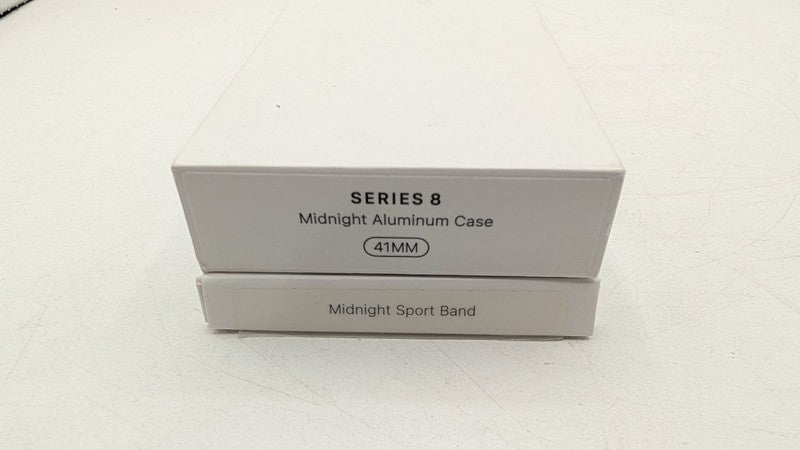 SERIES 8
Midnight Aluminum Case
41MM
Midnight Sport Band